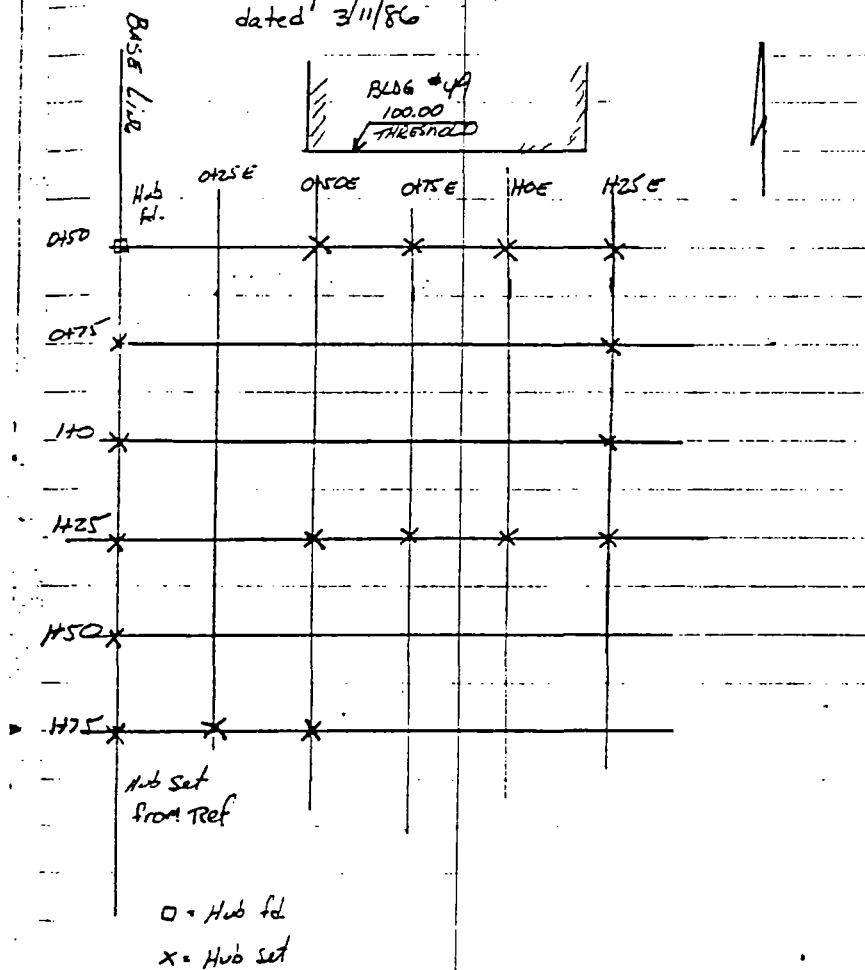 dated 3/11/86
BASE Line
BLDG #49
100.00
THRESHOLD
Hub
fd.
0+25E
0+50E
0+75E
1+0E
1+25E
0+50
0+75
1+0
1+25
1+50
1+75
Hub set
from Ref
□ = Hub fd
X = Hub set